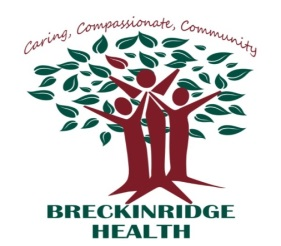 Caring, Compassionate, Community
BRECKINRIDGE
HEALTH